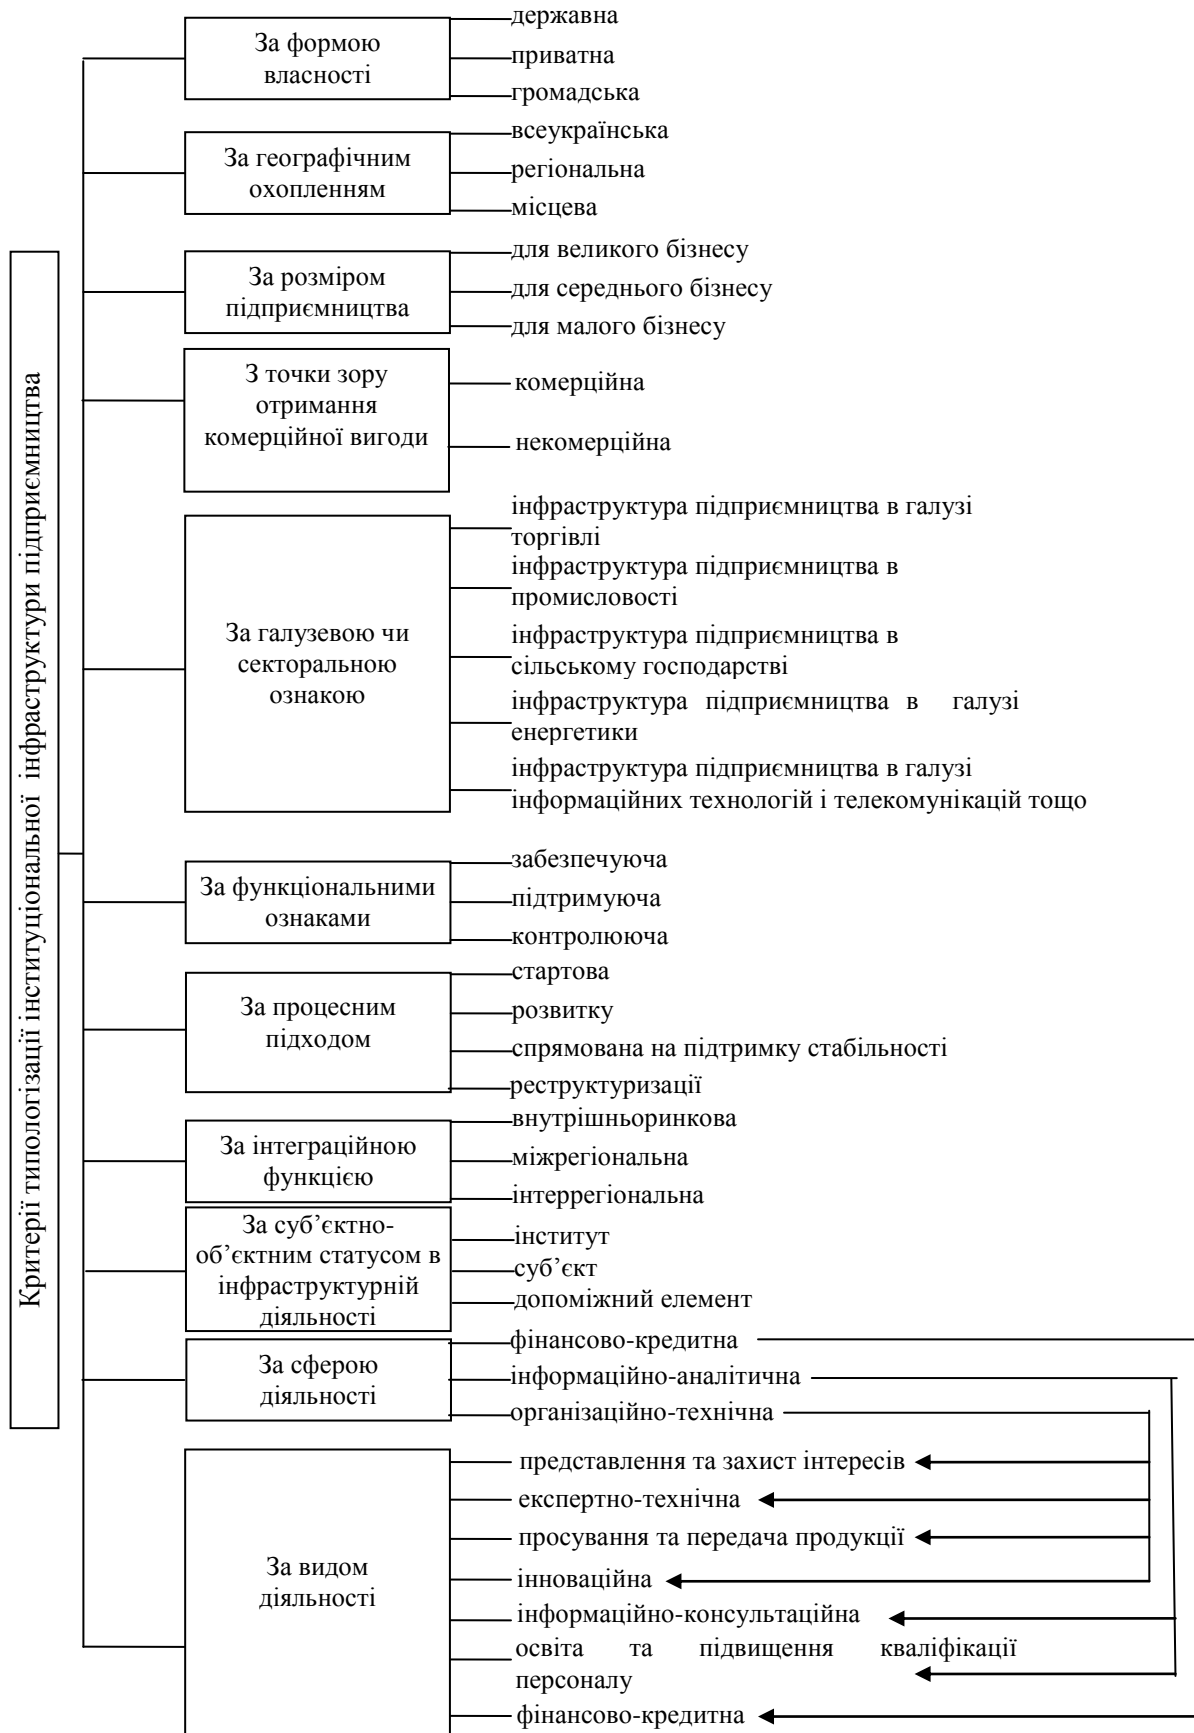 Критерії типологізації інституціональної інфраструктури підприємництва
За формою
власності
державна
приватна
громадська
За географічним
охопленням
всеукраїнська
регіональна
місцева
За розміром
підприємництва
для великого бізнесу
для середнього бізнесу
для малого бізнесу
З точки зору
отримання
комерційної вигоди
комерційна
некомерційна
За галузевою чи
секторальною
ознакою
інфраструктура підприємництва в галузі
торгівлі
інфраструктура підприємництва в
промисловості
інфраструктура підприємництва в
сільському господарстві
інфраструктура підприємництва в галузі
енергетики
інфраструктура підприємництва в галузі
інформаційних технологій і телекомунікацій тощо
За функціональними
ознаками
забезпечуюча
підтримуюча
контролююча
За процесним
підходом
стартова
розвитку
спрямована на підтримку стабільності
реструктуризації
За інтеграційною
функцією
внутрішньоринкова
міжрегіональна
інтеррегіональна
За суб’єктно-
об’єктним статусом в
інфраструктурній
діяльності
інститут
суб’єкт
допоміжний елемент
За сферою
діяльності
фінансово-кредитна
інформаційно-аналітична
організаційно-технічна
За видом
діяльності
представлення та захист інтересів
експертно-технічна
просування та передача продукції
інноваційна
інформаційно-консультаційна
освіта та підвищення кваліфікації
персоналу
фінансово-кредитна